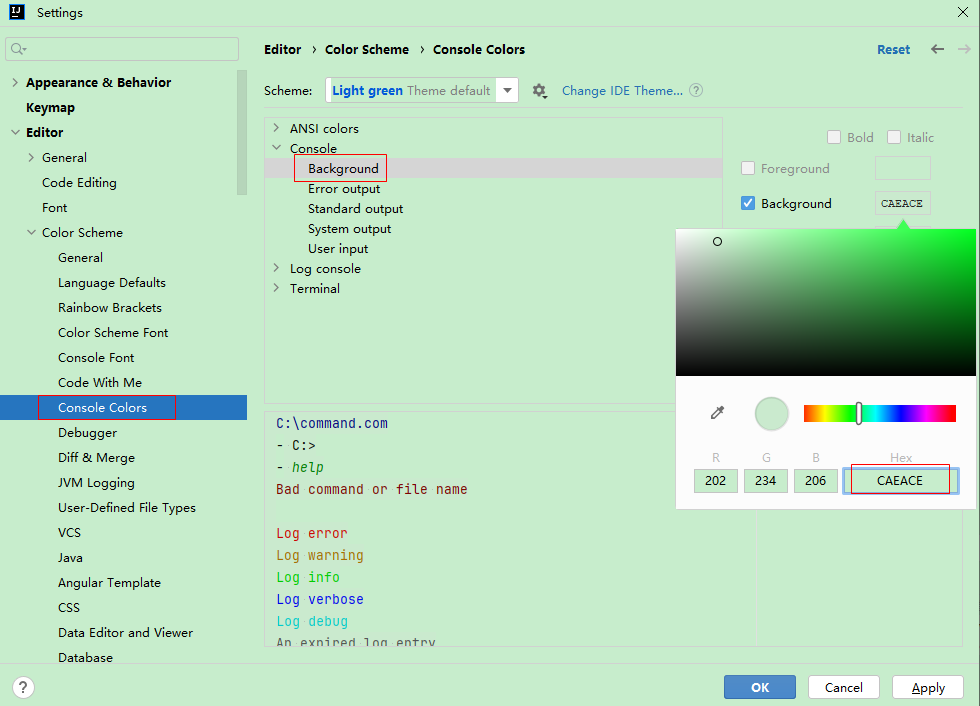 IJ Settings
Editor › Color Scheme › Console Colors
Reset
Appearance & Behavior
Keymap
Editor
General
Code Editing
Font
Color Scheme
General
Language Defaults
Rainbow Brackets
Color Scheme Font
Console Font
Code With Me
Console Colors
Debugger
Diff & Merge
JVM Logging
User-Defined File Types
VCS
Java
Angular Template
CSS
Data Editor and Viewer
Database
Scheme: Light green Theme default Change IDE Theme... ?
ANSI colors
Console
Background
Error output
Standard output
System output
User input
Log console
Terminal
Bold Italic
Foreground
Background CAEACE
R G B Hex
202 234 206 CAEACE
C:\command.com
- C:>
- help
Bad command or file name
Log error
Log warning
Log info
Log verbose
Log debug
An expired log entry
?
OK Cancel Apply